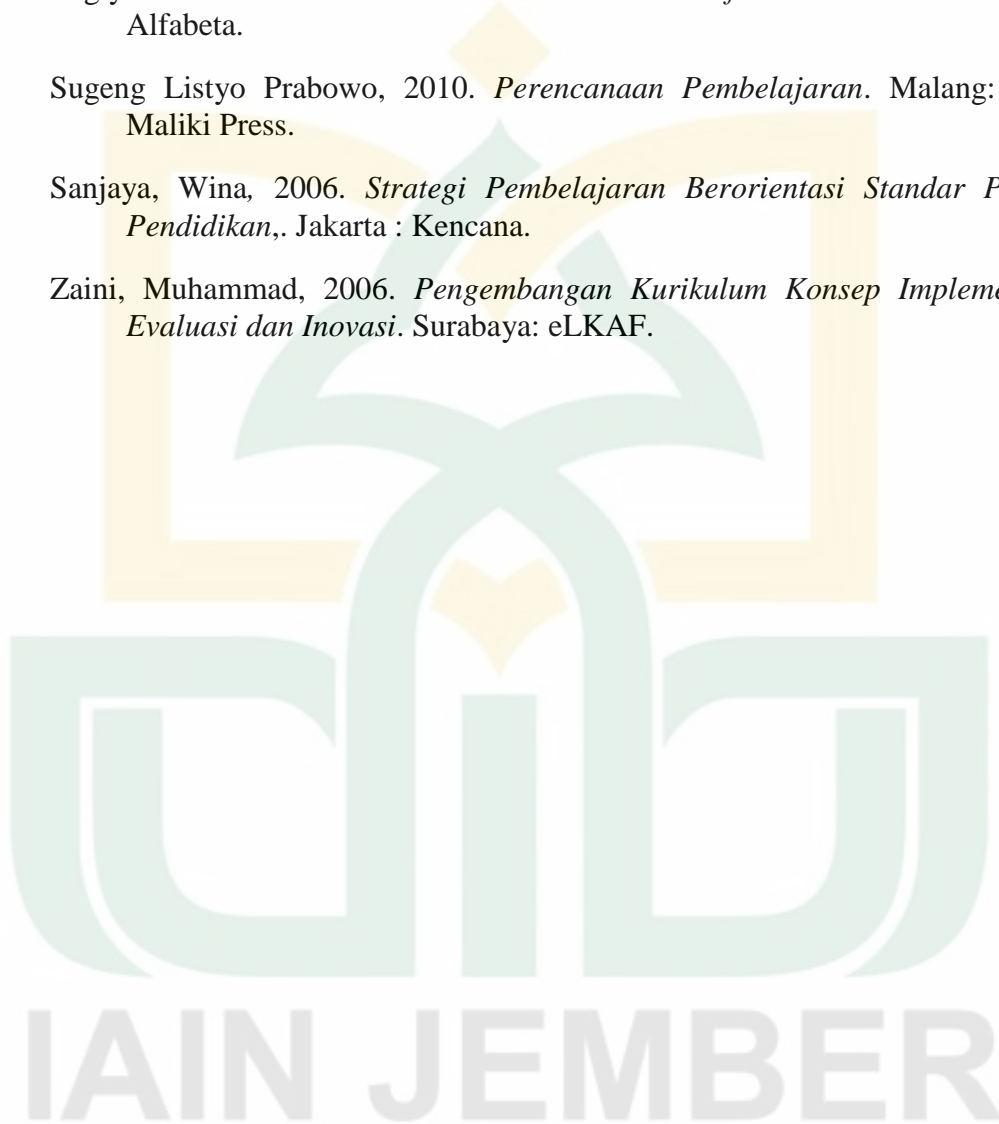 Alfabeta.
Sugeng Listyo Prabowo, 2010. Perencanaan Pembelajaran. Malang:
Maliki Press.
Sanjaya, Wina, 2006. Strategi Pembelajaran Berorientasi Standar
Pendidikan,. Jakarta : Kencana.
Zaini, Muhammad, 2006. Pengembangan Kurikulum Konsep
Evaluasi dan Inovasi. Surabaya: eLKAF.
IAIN JEMBER